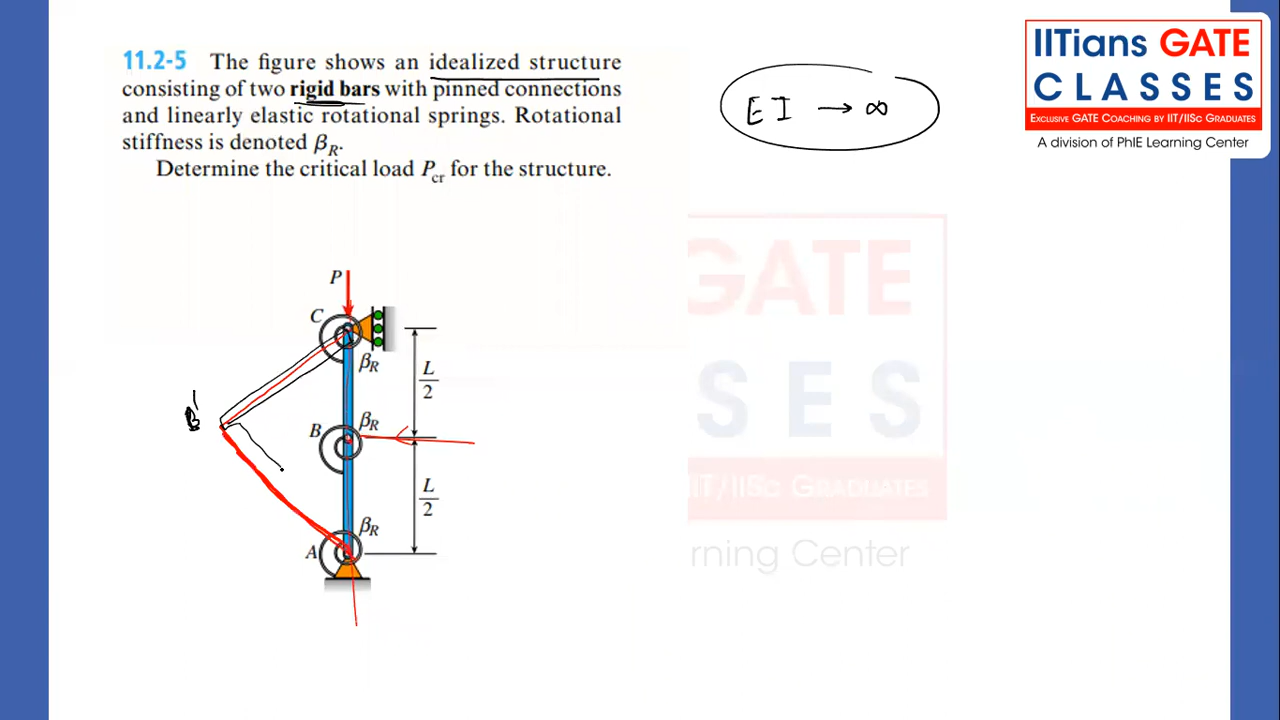 IITians GATE
CLASSES
EXCLUSIVE GATE COACHING BY IIT/IISC GRADUATES
A division of PhIE Learning Center
11.2-5 The figure shows an idealized structure
consisting of two rigid bars with pinned connections
and linearly elastic rotational springs. Rotational
stiffness is denoted βR.
Determine the critical load Pcr for the structure.
EI → ∞
P
C
βR
L
2
B'
B
βR
L
2
A
βR
GATE
SSES
IIT/IISC GRADUATES
rning Center